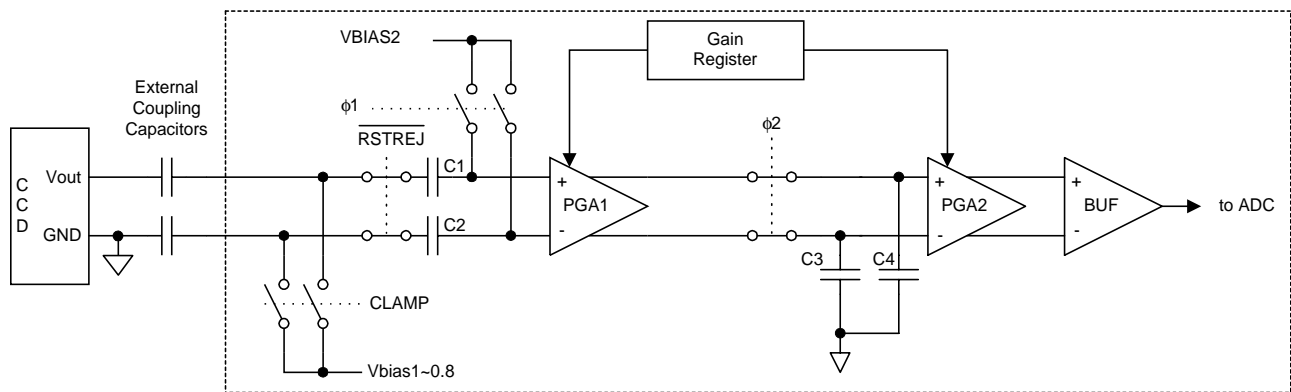 VBIAS2
Gain
Register
External
Coupling
Capacitors
ϕ1
RSTREJ
ϕ2
CCD
Vout
GND
C1
C2
+
PGA1
-
+
PGA2
-
+
BUF
-
to ADC
C3
C4
CLAMP
Vbias1~0.8